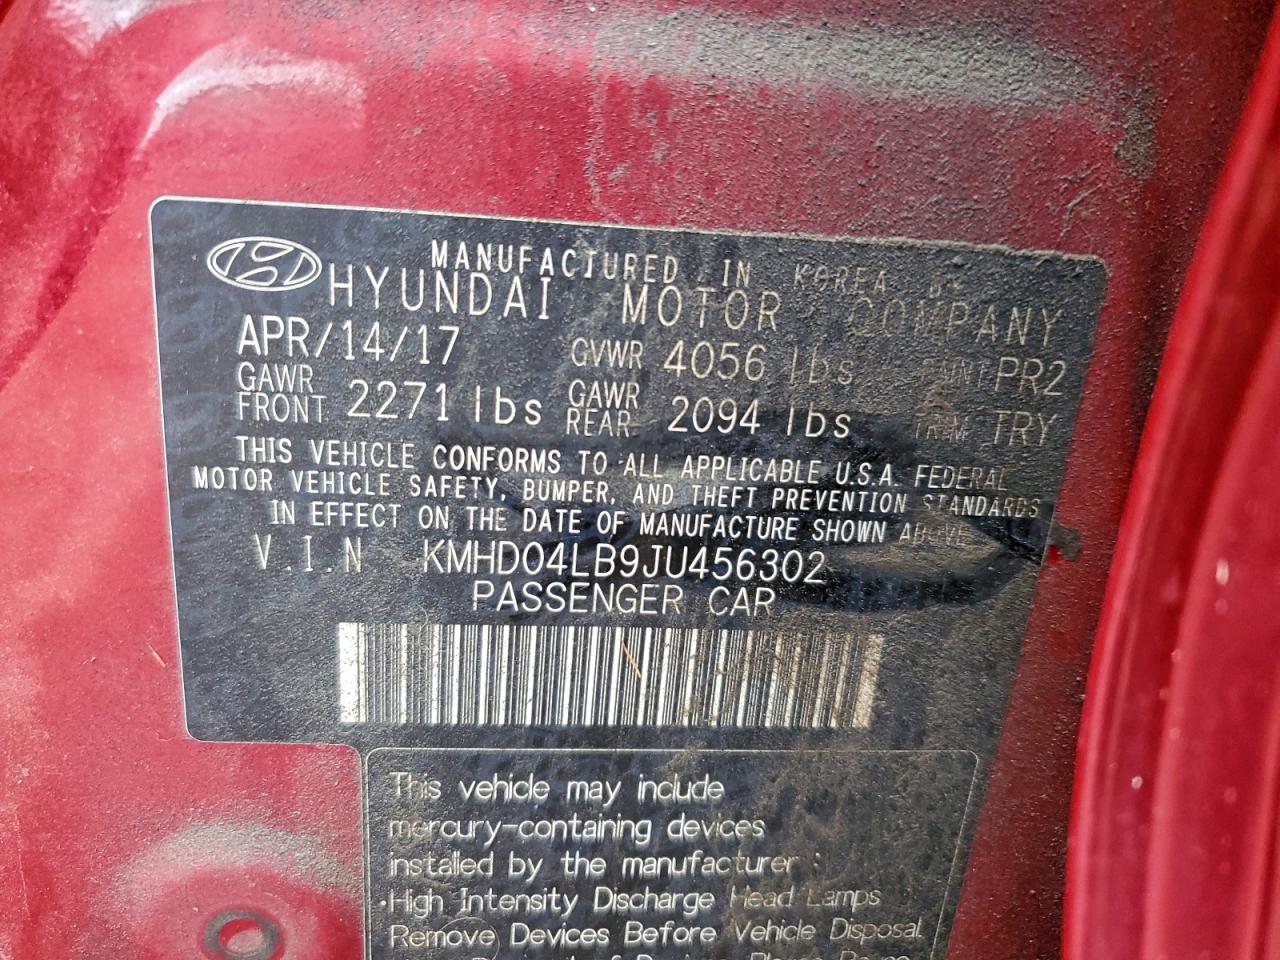 MANUFACTURED IN KOREA BY
HYUNDAI MOTOR COMPANY
APR/14/17 GVWR 4056 lbs PAINT PR2
GAWR FRONT 2271 lbs GAWR REAR 2094 lbs TRIM TRY
THIS VEHICLE CONFORMS TO ALL APPLICABLE U.S.A. FEDERAL
MOTOR VEHICLE SAFETY, BUMPER, AND THEFT PREVENTION STANDARDS
IN EFFECT ON THE DATE OF MANUFACTURE SHOWN ABOVE
V.I.N KMHD04LB9JU456302
PASSENGER CAR
This vehicle may include
mercury-containing devices
installed by the manufacturer :
·High Intensity Discharge Head Lamps
Remove Devices Before Vehicle Disposal